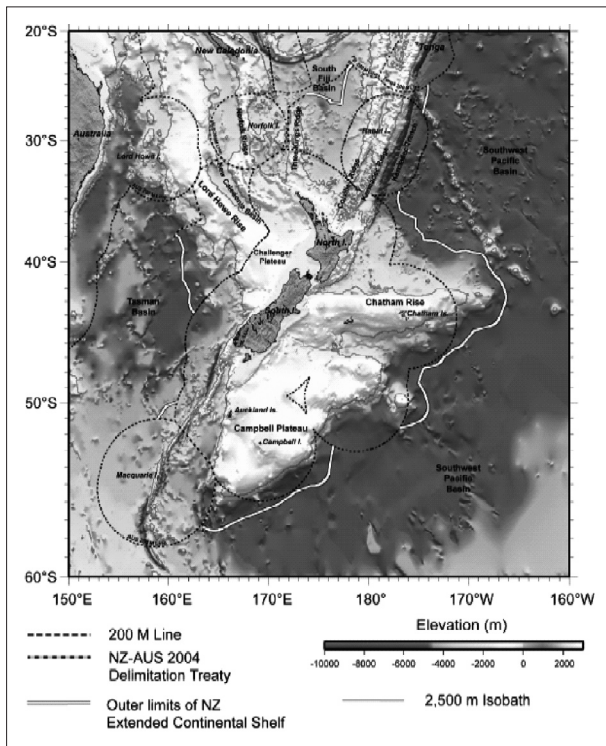 20°S
30°S
40°S
50°S
60°S
New Caledonia
Tonga
South
Fiji
Basin
Australia
Norfolk I.
Lord Howe I.
Southwest
Pacific
Basin
Lord Howe Rise
North I.
Challenger
Plateau
Chatham Rise
Chatham Is.
Tasman
Basin
South I.
Auckland Is.
Campbell Plateau
Campbell I.
Macquarie I.
Southwest
Pacific
Basin
150°E
160°E
170°E
180°E
170°W
160°W
200 M Line
NZ-AUS 2004
Delimitation Treaty
Outer limits of NZ
Extended Continental Shelf
Elevation (m)
-10000 -8000 -6000 -4000 -2000 0 2000
2,500 m Isobath